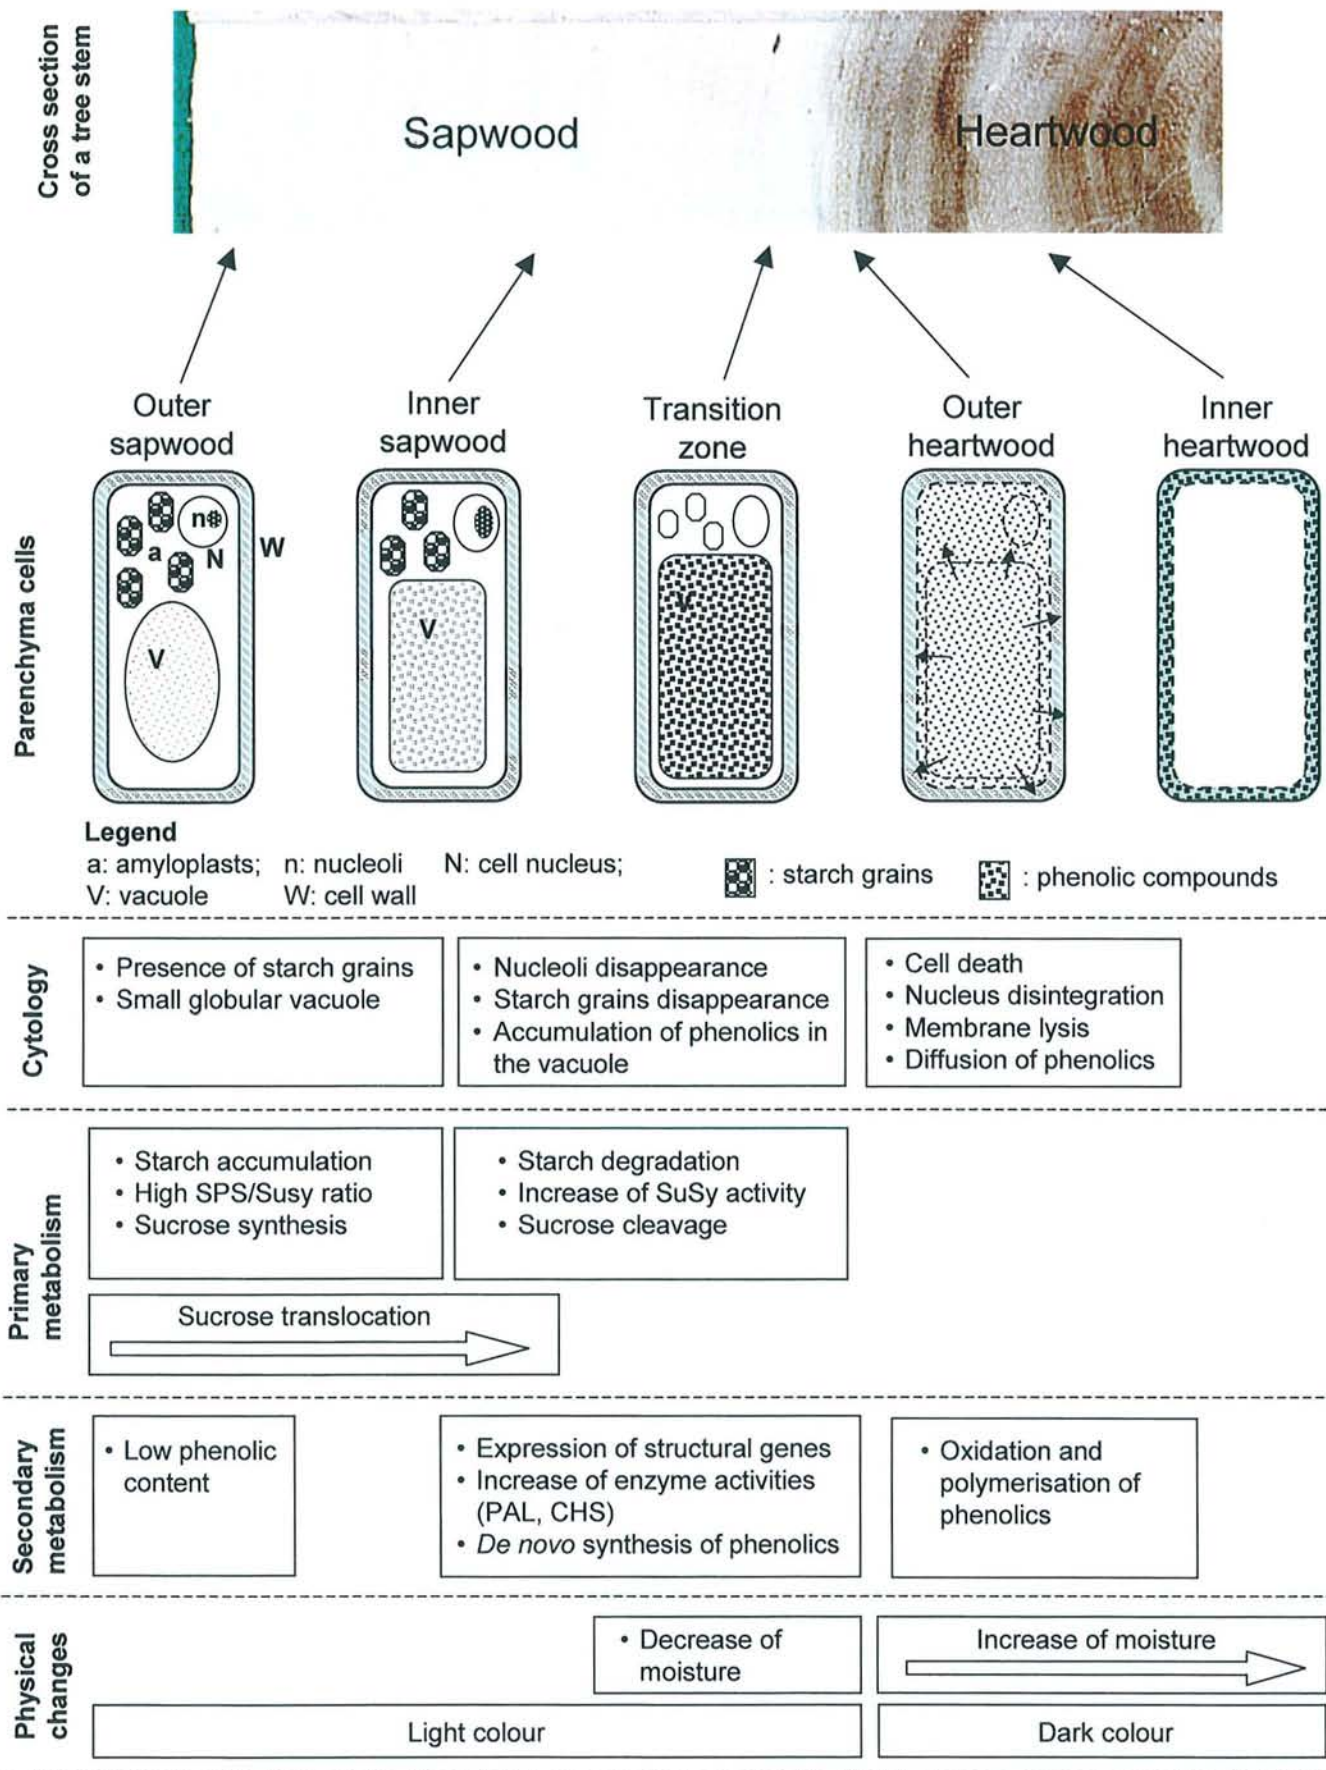 Cross section
of a tree stem
Sapwood
Heartwood
Outer
sapwood
Inner
sapwood
Transition
zone
Outer
heartwood
Inner
heartwood
Parenchyma cells
n
a
N
W
V
V
V
Legend
a: amyloplasts; n: nucleoli N: cell nucleus;
V: vacuole W: cell wall
: starch grains
: phenolic compounds
Cytology
• Presence of starch grains
• Small globular vacuole
• Nucleoli disappearance
• Starch grains disappearance
• Accumulation of phenolics in
the vacuole
• Cell death
• Nucleus disintegration
• Membrane lysis
• Diffusion of phenolics
Primary
metabolism
• Starch accumulation
• High SPS/Susy ratio
• Sucrose synthesis
• Starch degradation
• Increase of SuSy activity
• Sucrose cleavage
Sucrose translocation
Secondary
metabolism
• Low phenolic
content
• Expression of structural genes
• Increase of enzyme activities
(PAL, CHS)
• De novo synthesis of phenolics
• Oxidation and
polymerisation of
phenolics
Physical
changes
• Decrease of
moisture
Increase of moisture
Light colour
Dark colour